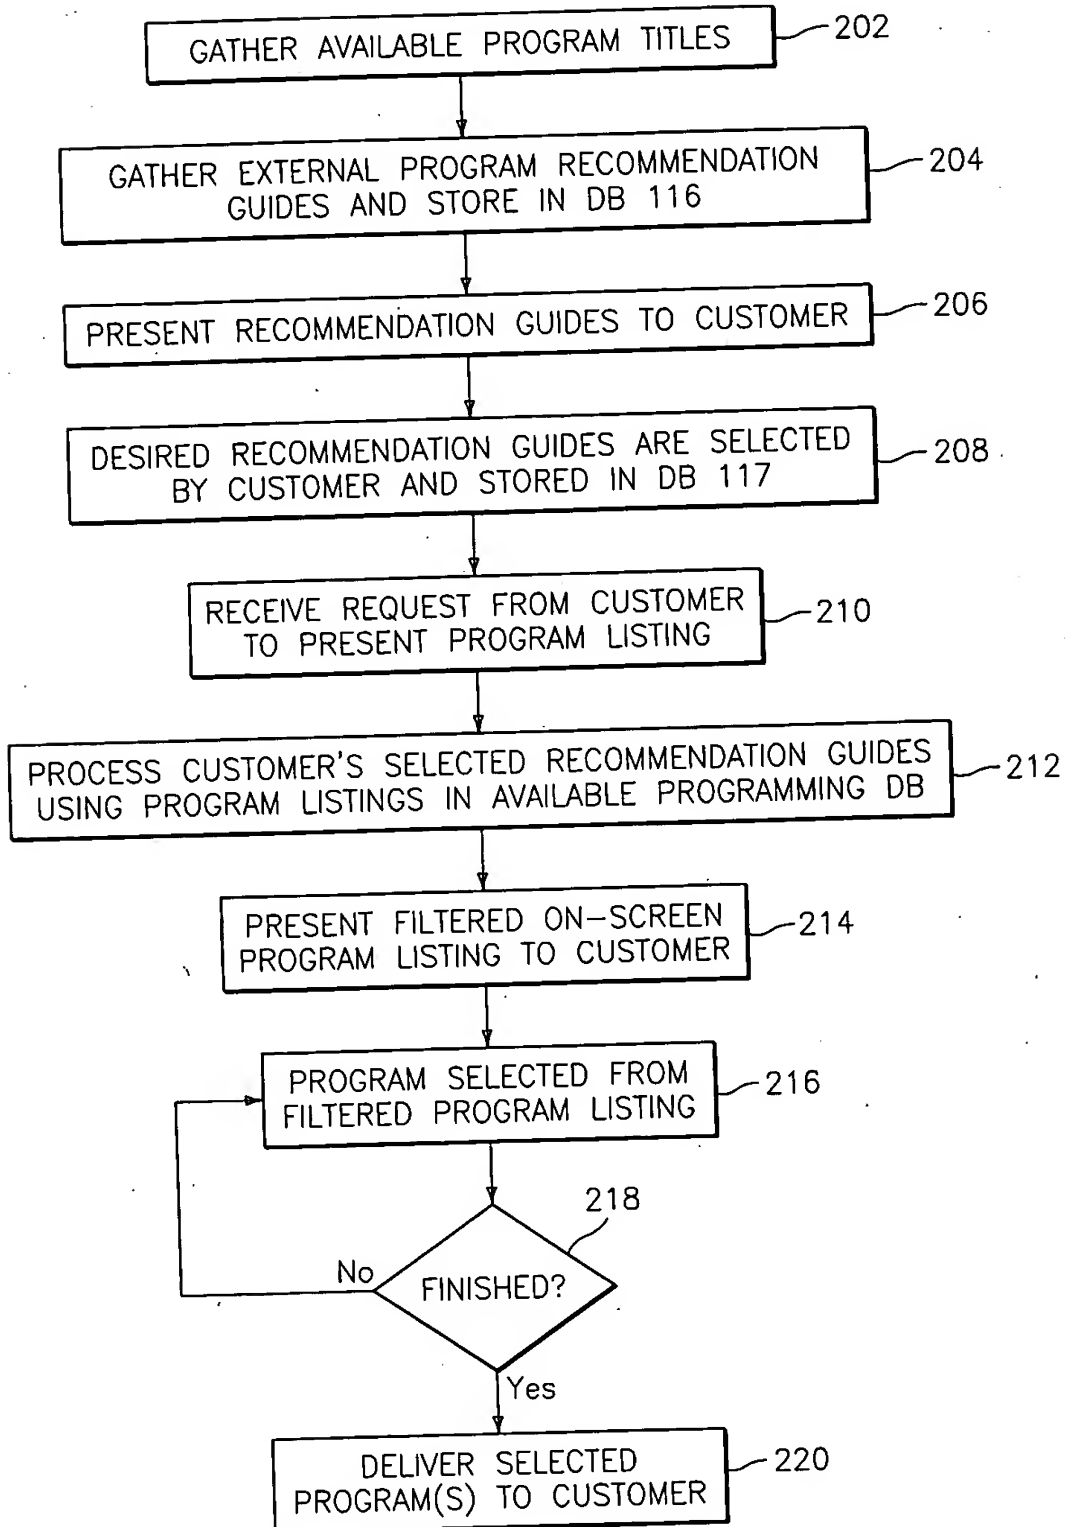 GATHER AVAILABLE PROGRAM TITLES
202
GATHER EXTERNAL PROGRAM RECOMMENDATION
GUIDES AND STORE IN DB 116
204
PRESENT RECOMMENDATION GUIDES TO CUSTOMER
206
DESIRED RECOMMENDATION GUIDES ARE SELECTED
BY CUSTOMER AND STORED IN DB 117
208
RECEIVE REQUEST FROM CUSTOMER
TO PRESENT PROGRAM LISTING
210
PROCESS CUSTOMER'S SELECTED RECOMMENDATION GUIDES
USING PROGRAM LISTINGS IN AVAILABLE PROGRAMMING DB
212
PRESENT FILTERED ON-SCREEN
PROGRAM LISTING TO CUSTOMER
214
PROGRAM SELECTED FROM
FILTERED PROGRAM LISTING
216
218
No
FINISHED?
Yes
DELIVER SELECTED
PROGRAM(S) TO CUSTOMER
220